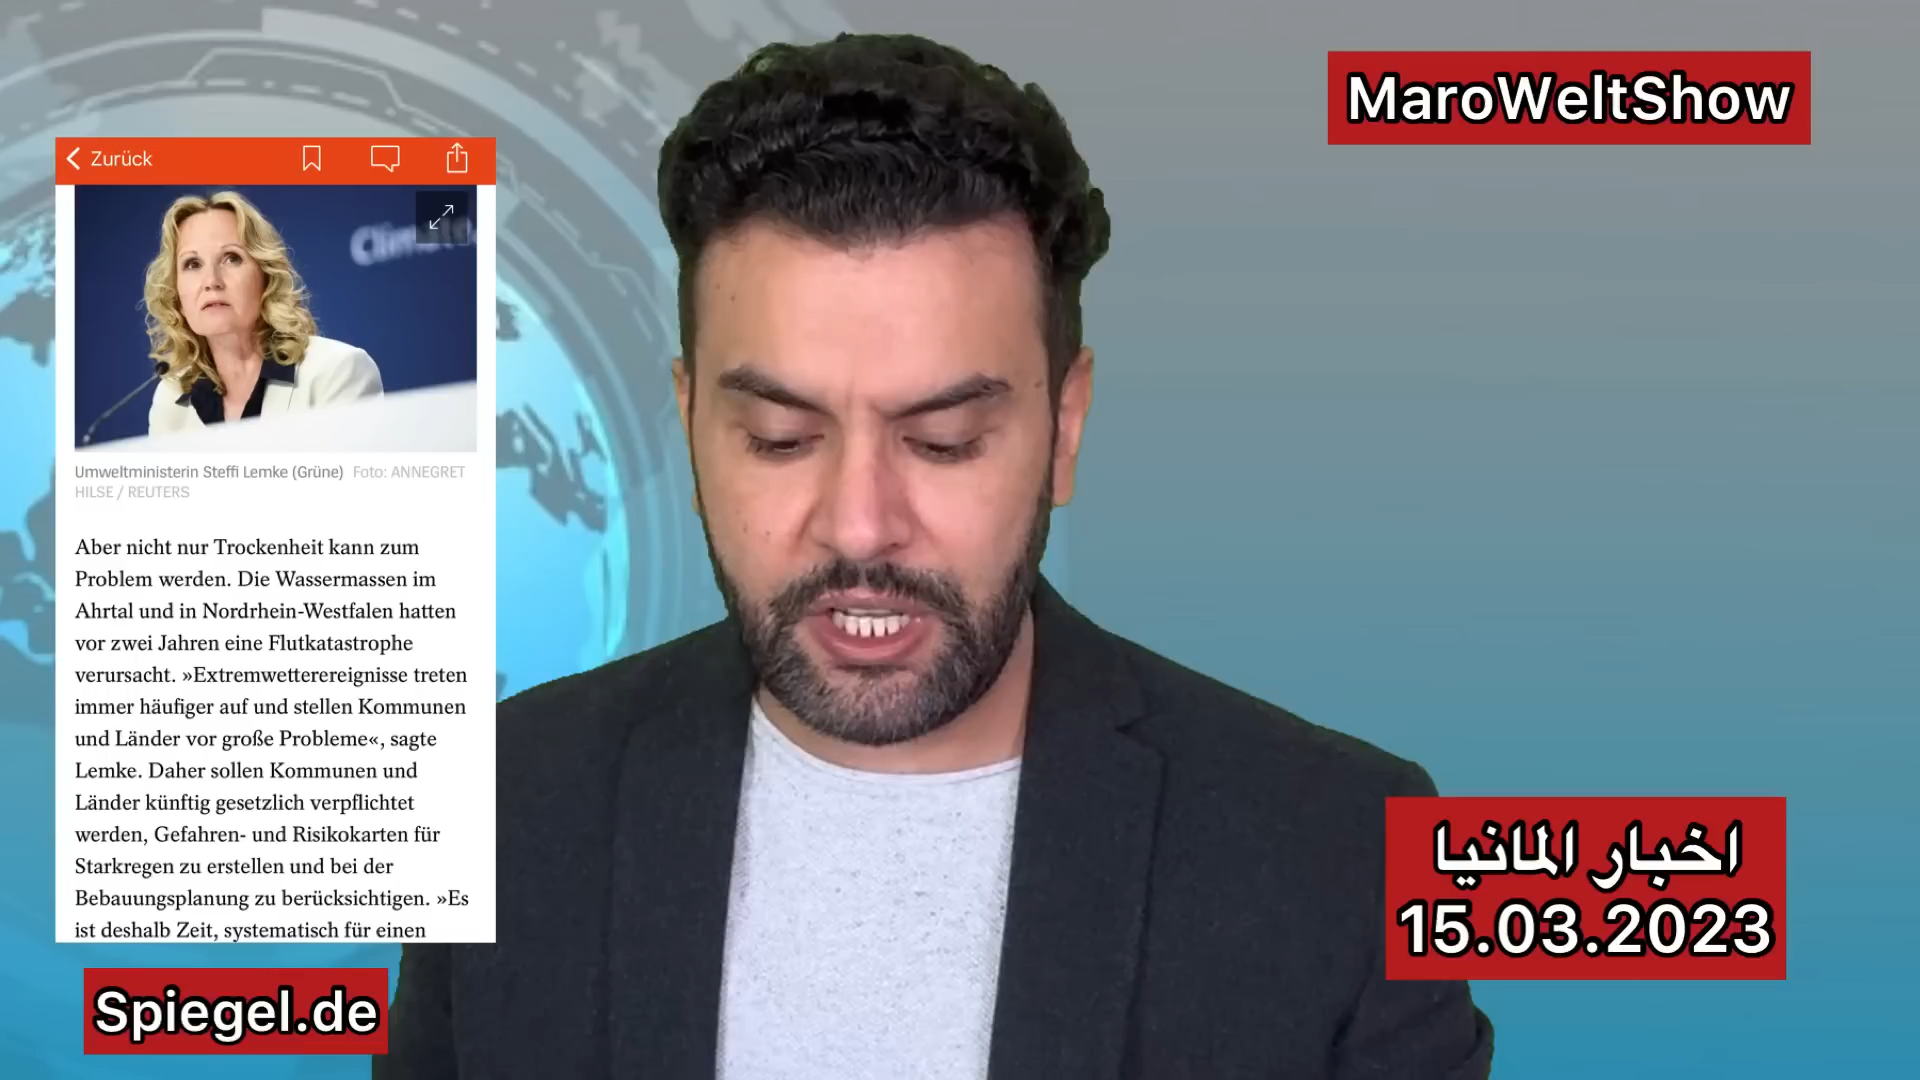 MaroWeltShow
Zurück
Umweltministerin Steffi Lemke (Grüne) Foto: ANNEGRET
HILSE / REUTERS
Aber nicht nur Trockenheit kann zum
Problem werden. Die Wassermassen im
Ahrtal und in Nordrhein-Westfalen hatten
vor zwei Jahren eine Flutkatastrophe
verursacht. »Extremwetterereignisse treten
immer häufiger auf und stellen Kommunen
und Länder vor große Probleme«, sagte
Lemke. Daher sollen Kommunen und
Länder künftig gesetzlich verpflichtet
werden, Gefahren- und Risikokarten für
Starkregen zu erstellen und bei der
Bebauungsplanung zu berücksichtigen. »Es
ist deshalb Zeit, systematisch für einen
Spiegel.de
اخبار المانيا
15.03.2023